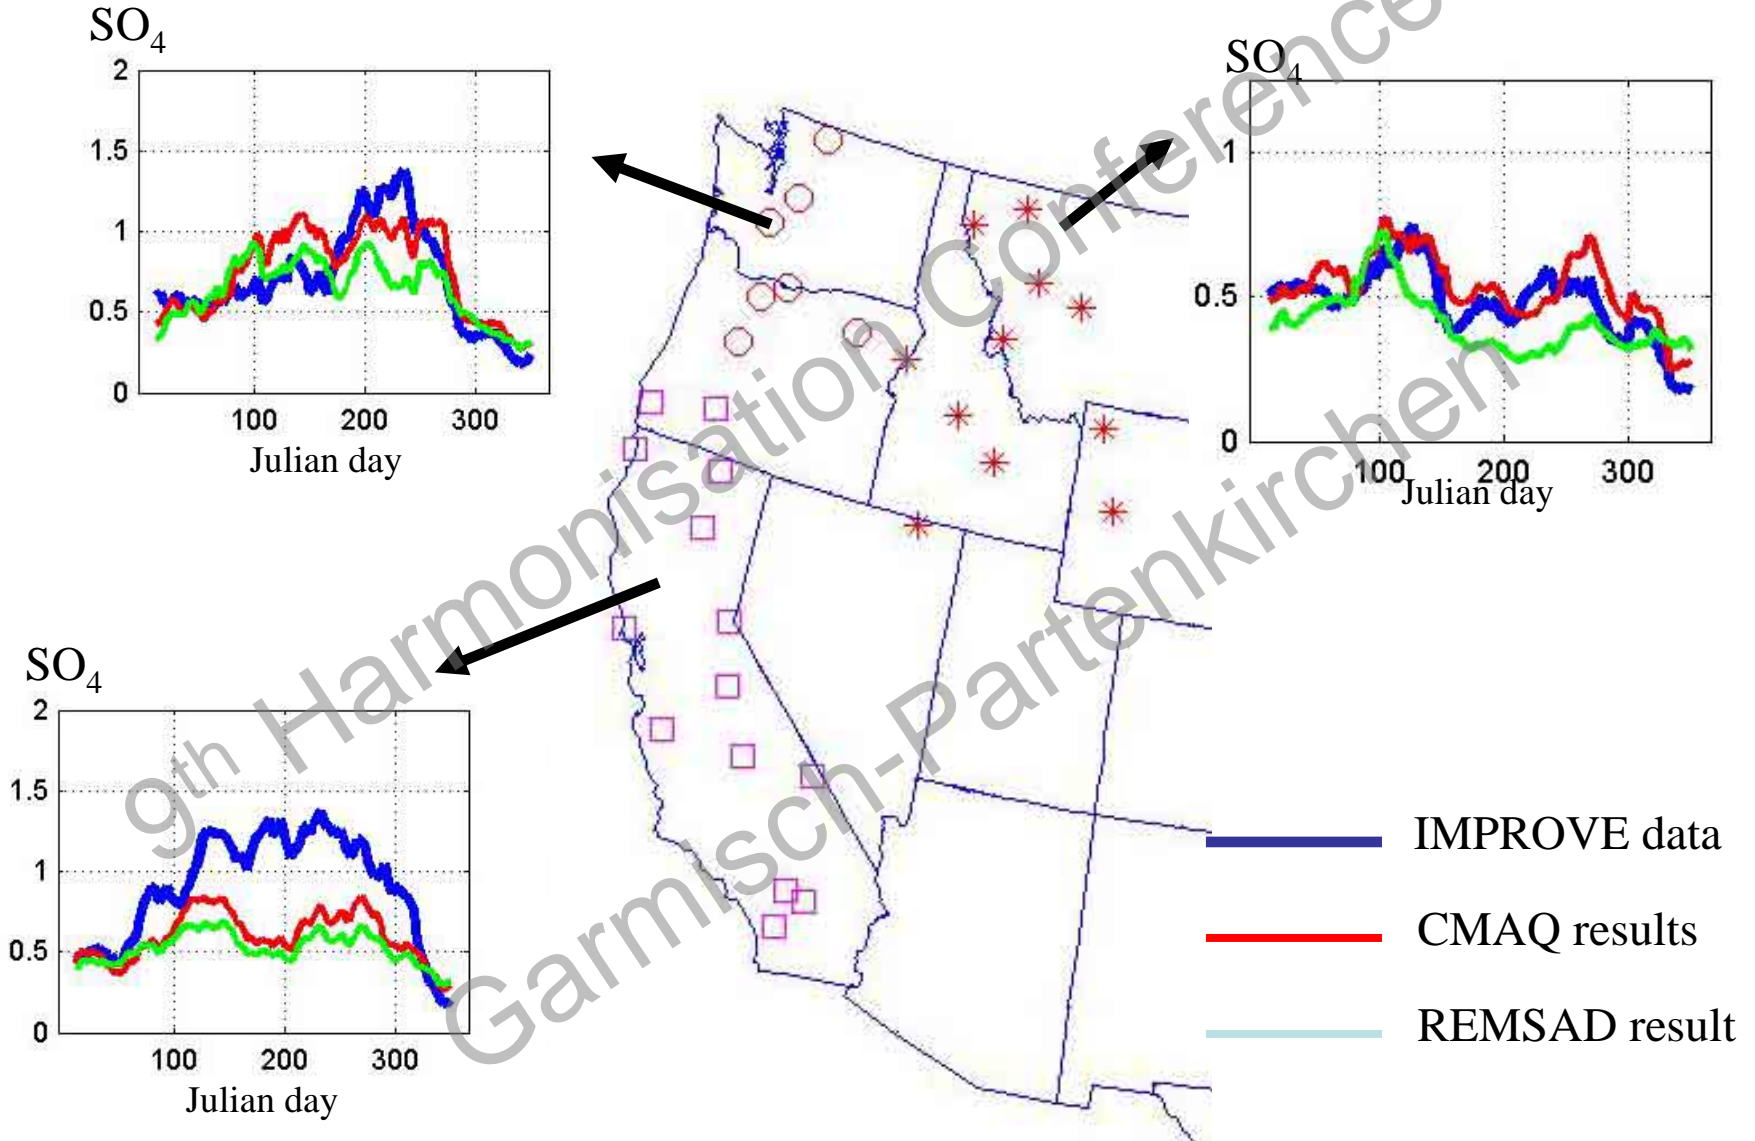 SO4
2
1.5
1
0.5
0
100 200 300
Julian day
SO4
1
0.5
0
100 200 300
Julian day
SO4
2
1.5
1
0.5
0
100 200 300
Julian day
IMPROVE data
CMAQ results
REMSAD result
9th Harmonisation Conference
Garmisch-Partenkirchen